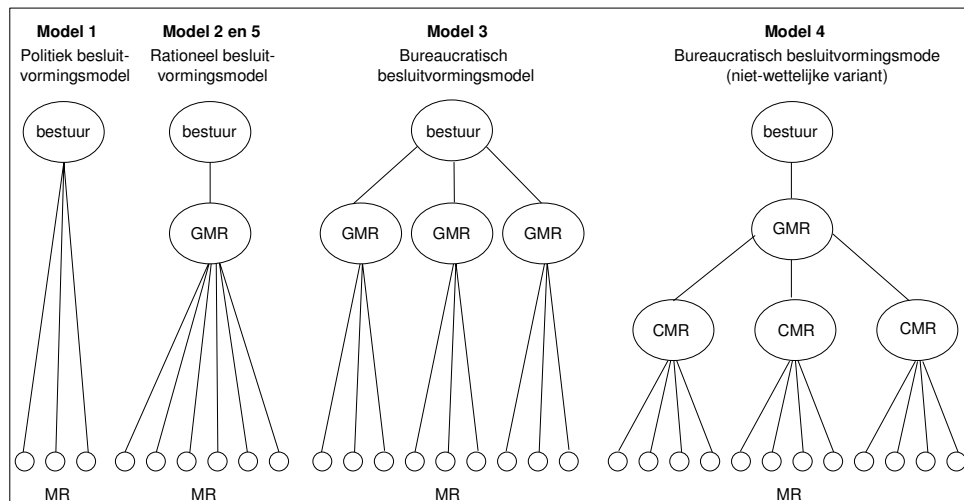 Model 1
Politiek besluit-
vormingsmodel
Model 2 en 5
Rationeel besluit-
vormingsmodel
Model 3
Bureaucratisch
besluitvormingsmodel
Model 4
Bureaucratisch besluitvormingsmode
(niet-wettelijke variant)
bestuur
bestuur
bestuur
bestuur
GMR
GMR
GMR
GMR
GMR
CMR
CMR
CMR
MR
MR
MR
MR